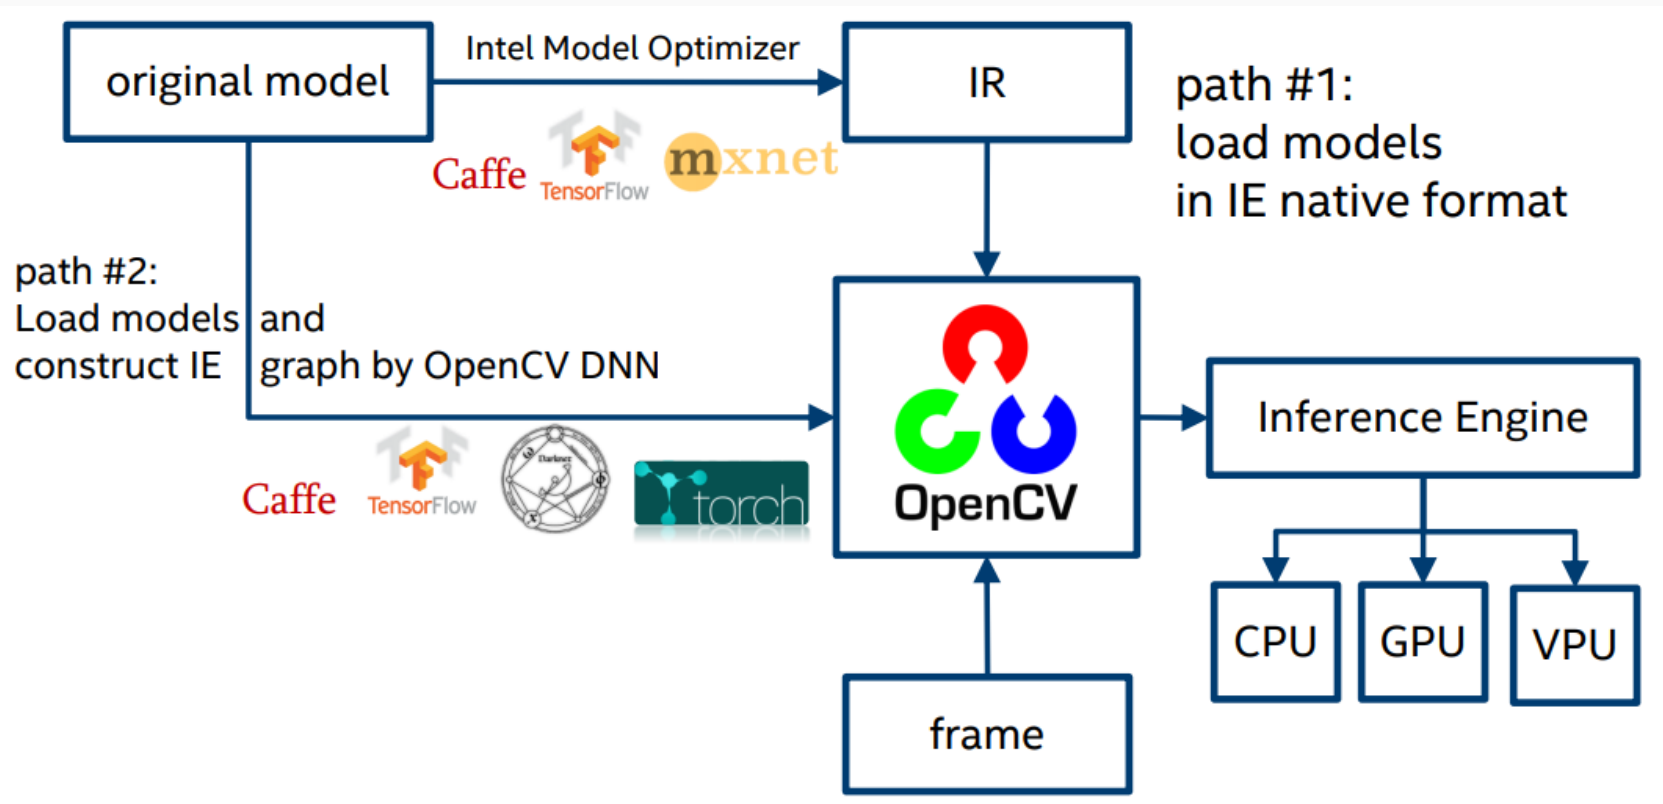 original model
Intel Model Optimizer
IR
path #1:
load models
in IE native format
Caffe
TensorFlow
mxnet
path #2:
Load models and
construct IE graph by OpenCV DNN
Caffe
TensorFlow
Darknet
torch
OpenCV
Inference Engine
CPU
GPU
VPU
frame